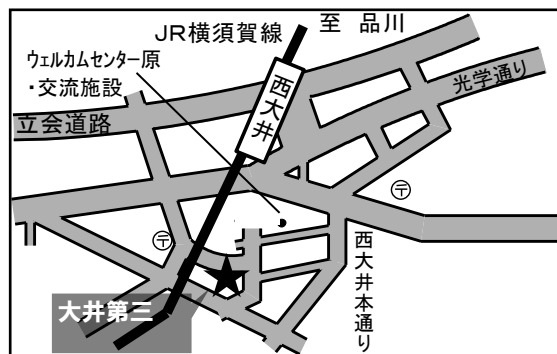 JR横須賀線
至 品川
ウェルカムセンター原
・交流施設
西大井
光学通り
立会道路
〒
〒
西大井本通り
大井第三